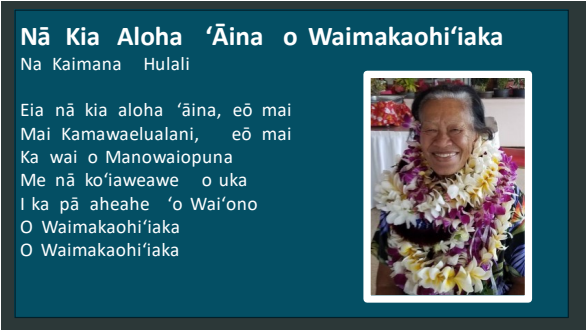 Nā Kia Aloha ʻĀina o Waimakaohiʻiaka
Na Kaimana Hulali
Eia nā kia aloha ʻāina, eō mai
Mai Kamawaelualani, eō mai
Ka wai o Manowaiopuna
Me nā koʻiaweawe o uka
I ka pā aheahe ʻo Waiʻono
O Waimakaohiʻiaka
O Waimakaohiʻiaka